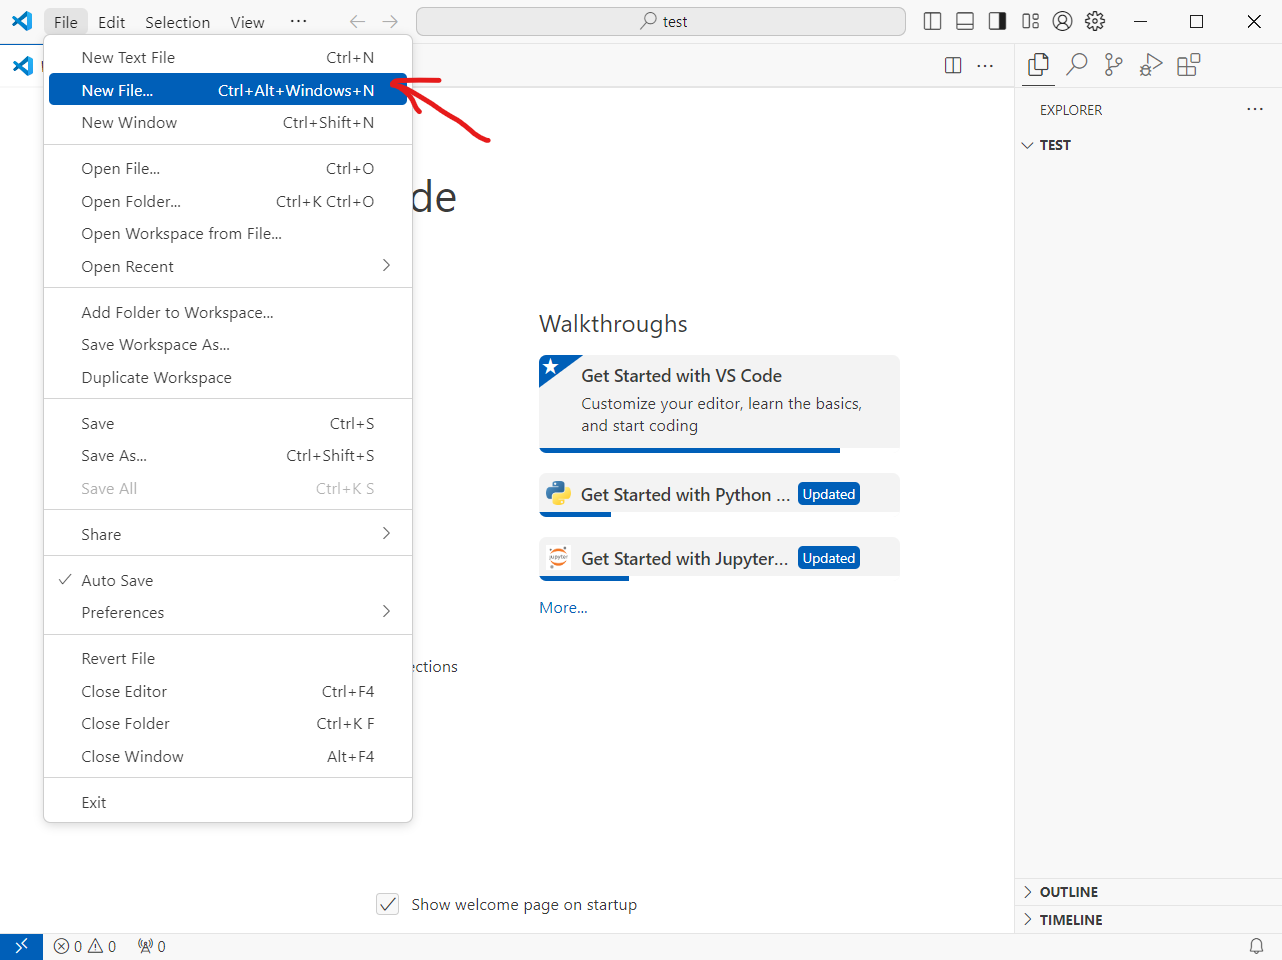 File Edit Selection View ··· test
New Text File Ctrl+N
New File... Ctrl+Alt+Windows+N
New Window Ctrl+Shift+N
Open File... Ctrl+O
Open Folder... Ctrl+K Ctrl+O
Open Workspace from File...
Open Recent
Add Folder to Workspace...
Save Workspace As...
Duplicate Workspace
Save Ctrl+S
Save As... Ctrl+Shift+S
Save All Ctrl+K S
Share
Auto Save
Preferences
Revert File
Close Editor Ctrl+F4
Close Folder Ctrl+K F
Close Window Alt+F4
Exit
de
Walkthroughs
Get Started with VS Code
Customize your editor, learn the basics,
and start coding
Get Started with Python ... Updated
jupyter
Get Started with Jupyter... Updated
More...
ections
Show welcome page on startup
EXPLORER
TEST
OUTLINE
TIMELINE
0 0 0